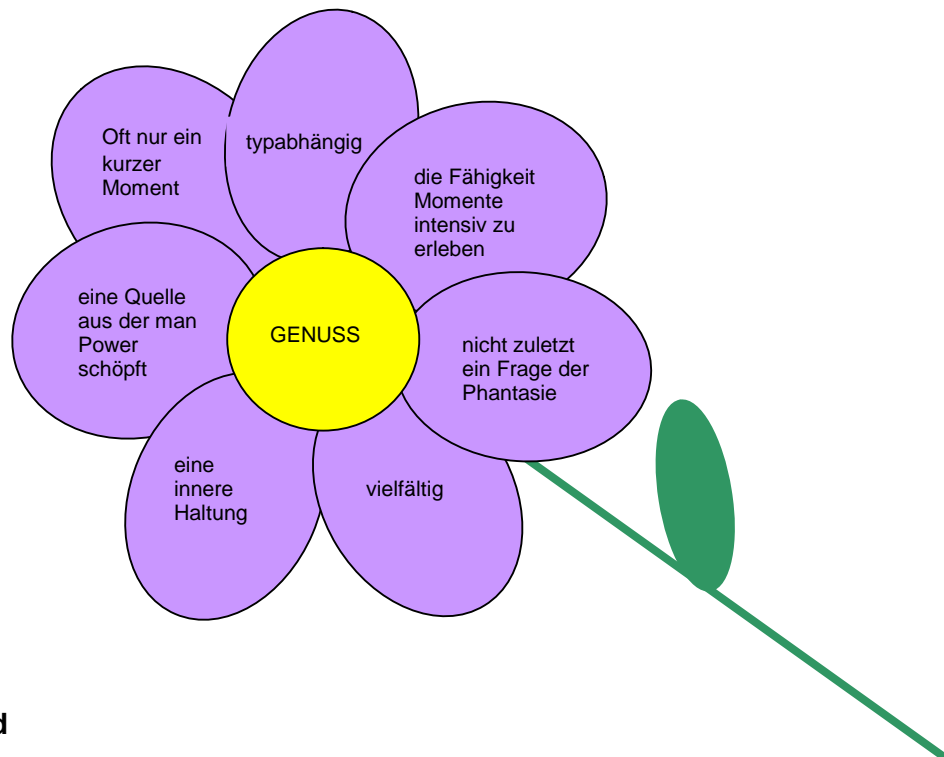 Oft nur ein
kurzer
Moment
typabhängig
die Fähigkeit
Momente
intensiv zu
erleben
eine Quelle
aus der man
Power
schöpft
GENUSS
nicht zuletzt
ein Frage der
Phantasie
eine
innere
Haltung
vielfältig
d